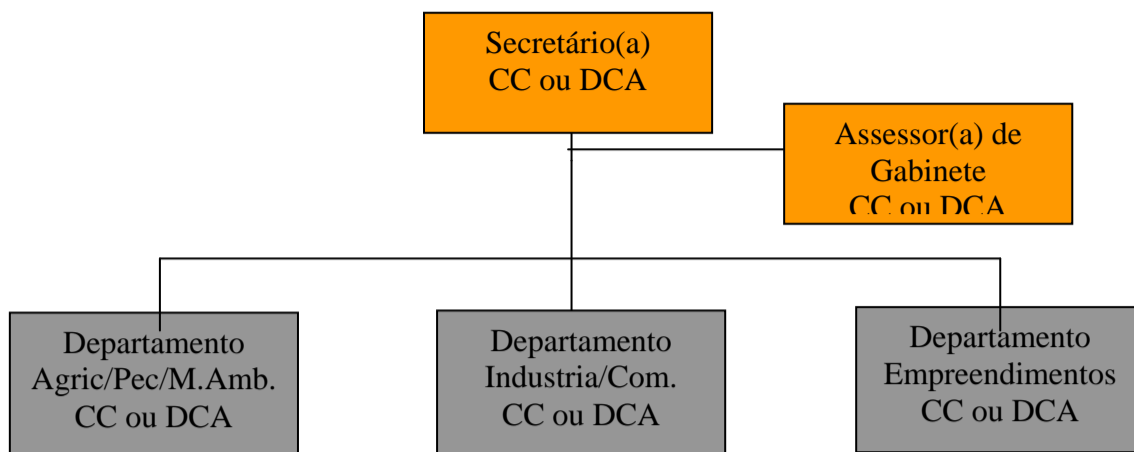 Secretário(a)
CC ou DCA
Assessor(a) de
Gabinete
CC ou DCA
Departamento
Agric/Pec/M.Amb.
CC ou DCA
Departamento
Industria/Com.
CC ou DCA
Departamento
Empreendimentos
CC ou DCA